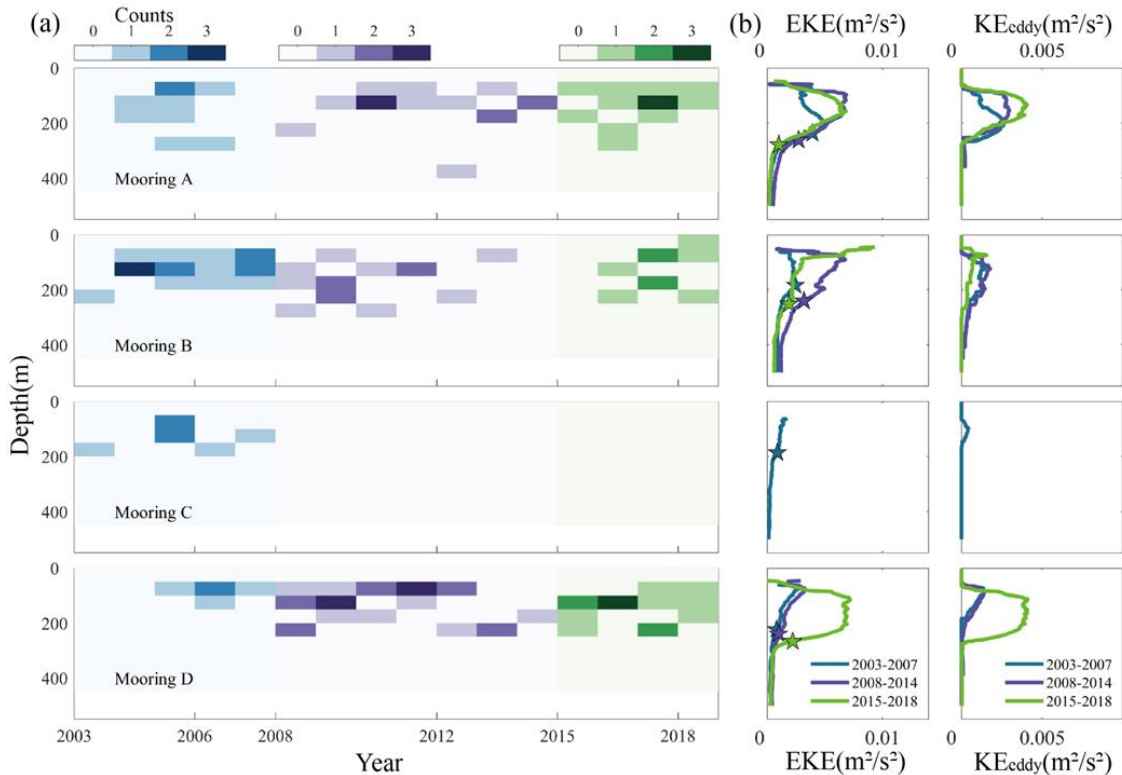 (a)
Counts
0 1 2 3
0 1 2 3
0 1 2 3
(b)
EKE(m²/s²)
0 0.01
KEeddy(m²/s²)
0 0.005
Depth(m)
0
200
400
Mooring A
0
200
400
Mooring B
0
200
400
Mooring C
0
200
400
Mooring D
2003 2006 2008 2012 2015 2018
Year
2003-2007
2008-2014
2015-2018
0 0.01
EKE(m²/s²)
2003-2007
2008-2014
2015-2018
0 0.005
KEeddy(m²/s²)